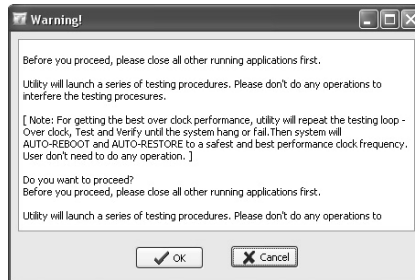 Warning!
Before you proceed, please close all other running applications first.
Utility will launch a series of testing procedures. Please don't do any operations to
interfere the testing procesures.
[ Note: For getting the best over clock performance, utility will repeat the testing loop -
Over clock, Test and Verify until the system hang or fail.Then system will
AUTO-REBOOT and AUTO-RESTORE to a safest and best performance clock frequency.
User don't need to do any operation. ]
Do you want to proceed?
Before you proceed, please close all other running applications first.
Utility will launch a series of testing procedures. Please don't do any operations to
OK
Cancel